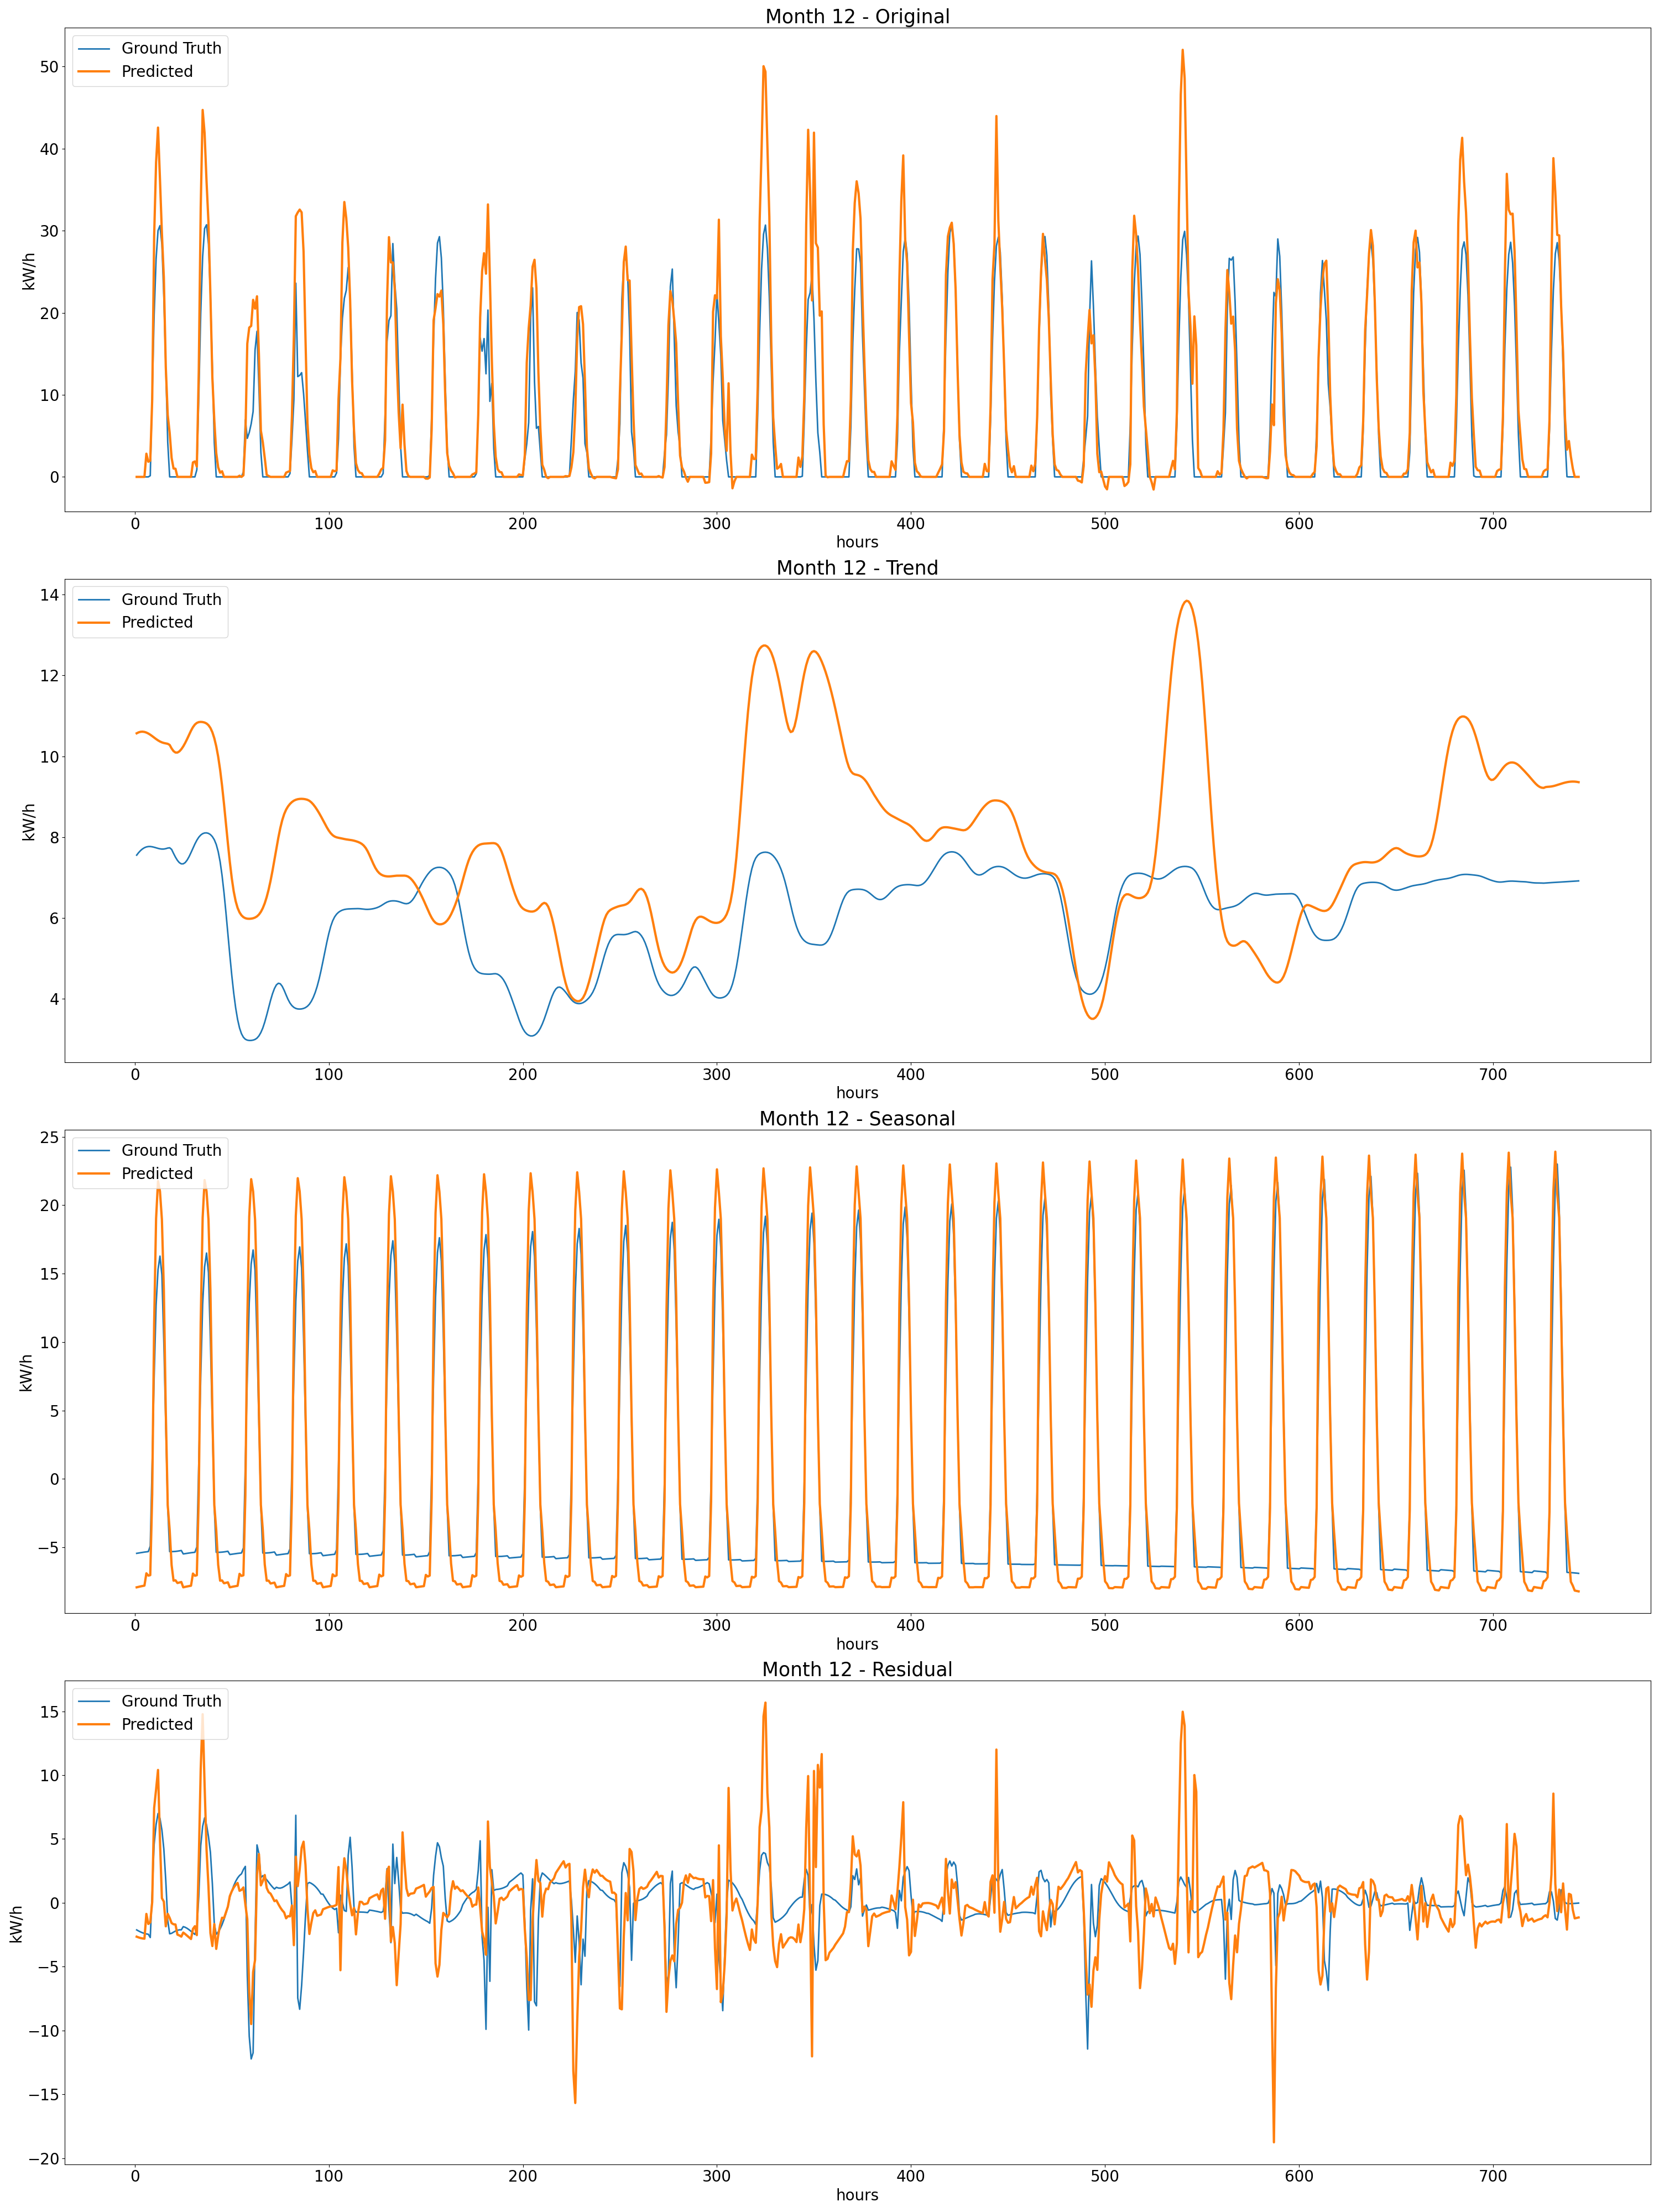 Month 12 - Original
Ground Truth
Predicted
kW/h
50
40
30
20
10
0
0 100 200 300 400 500 600 700
hours
Month 12 - Trend
Ground Truth
Predicted
kW/h
14
12
10
8
6
4
0 100 200 300 400 500 600 700
hours
Month 12 - Seasonal
Ground Truth
Predicted
kW/h
25
20
15
10
5
0
−5
0 100 200 300 400 500 600 700
hours
Month 12 - Residual
Ground Truth
Predicted
kW/h
15
10
5
0
−5
−10
−15
−20
0 100 200 300 400 500 600 700
hours